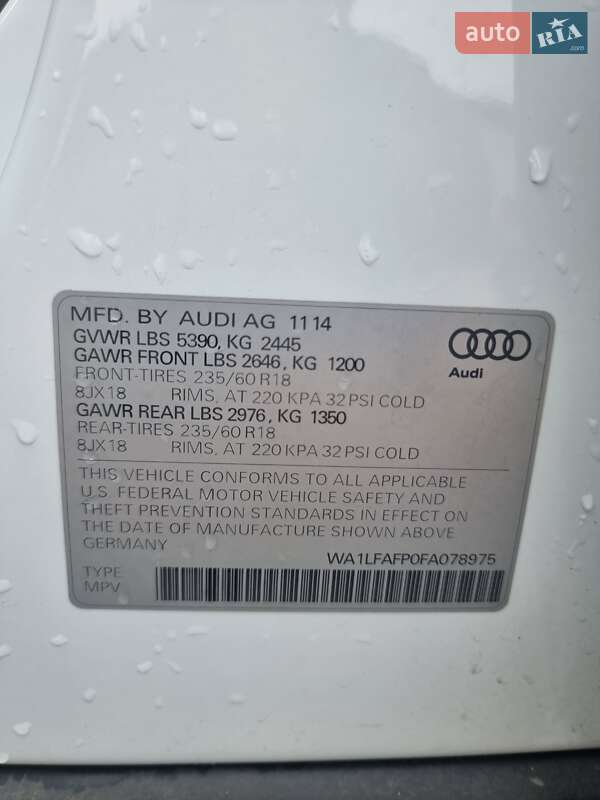 auto RIA .com
MFD. BY AUDI AG 11 14
GVWR LBS 5390, KG 2445
GAWR FRONT LBS 2646, KG 1200
FRONT-TIRES 235/60 R18
8JX18 RIMS, AT 220 KPA 32 PSI COLD
GAWR REAR LBS 2976, KG 1350
REAR-TIRES 235/60 R18
8JX18 RIMS, AT 220 KPA 32 PSI COLD
Audi
THIS VEHICLE CONFORMS TO ALL APPLICABLE
U.S. FEDERAL MOTOR VEHICLE SAFETY AND
THEFT PREVENTION STANDARDS IN EFFECT ON
THE DATE OF MANUFACTURE SHOWN ABOVE
GERMANY
WA1LFAFP0FA078975
TYPE
MPV